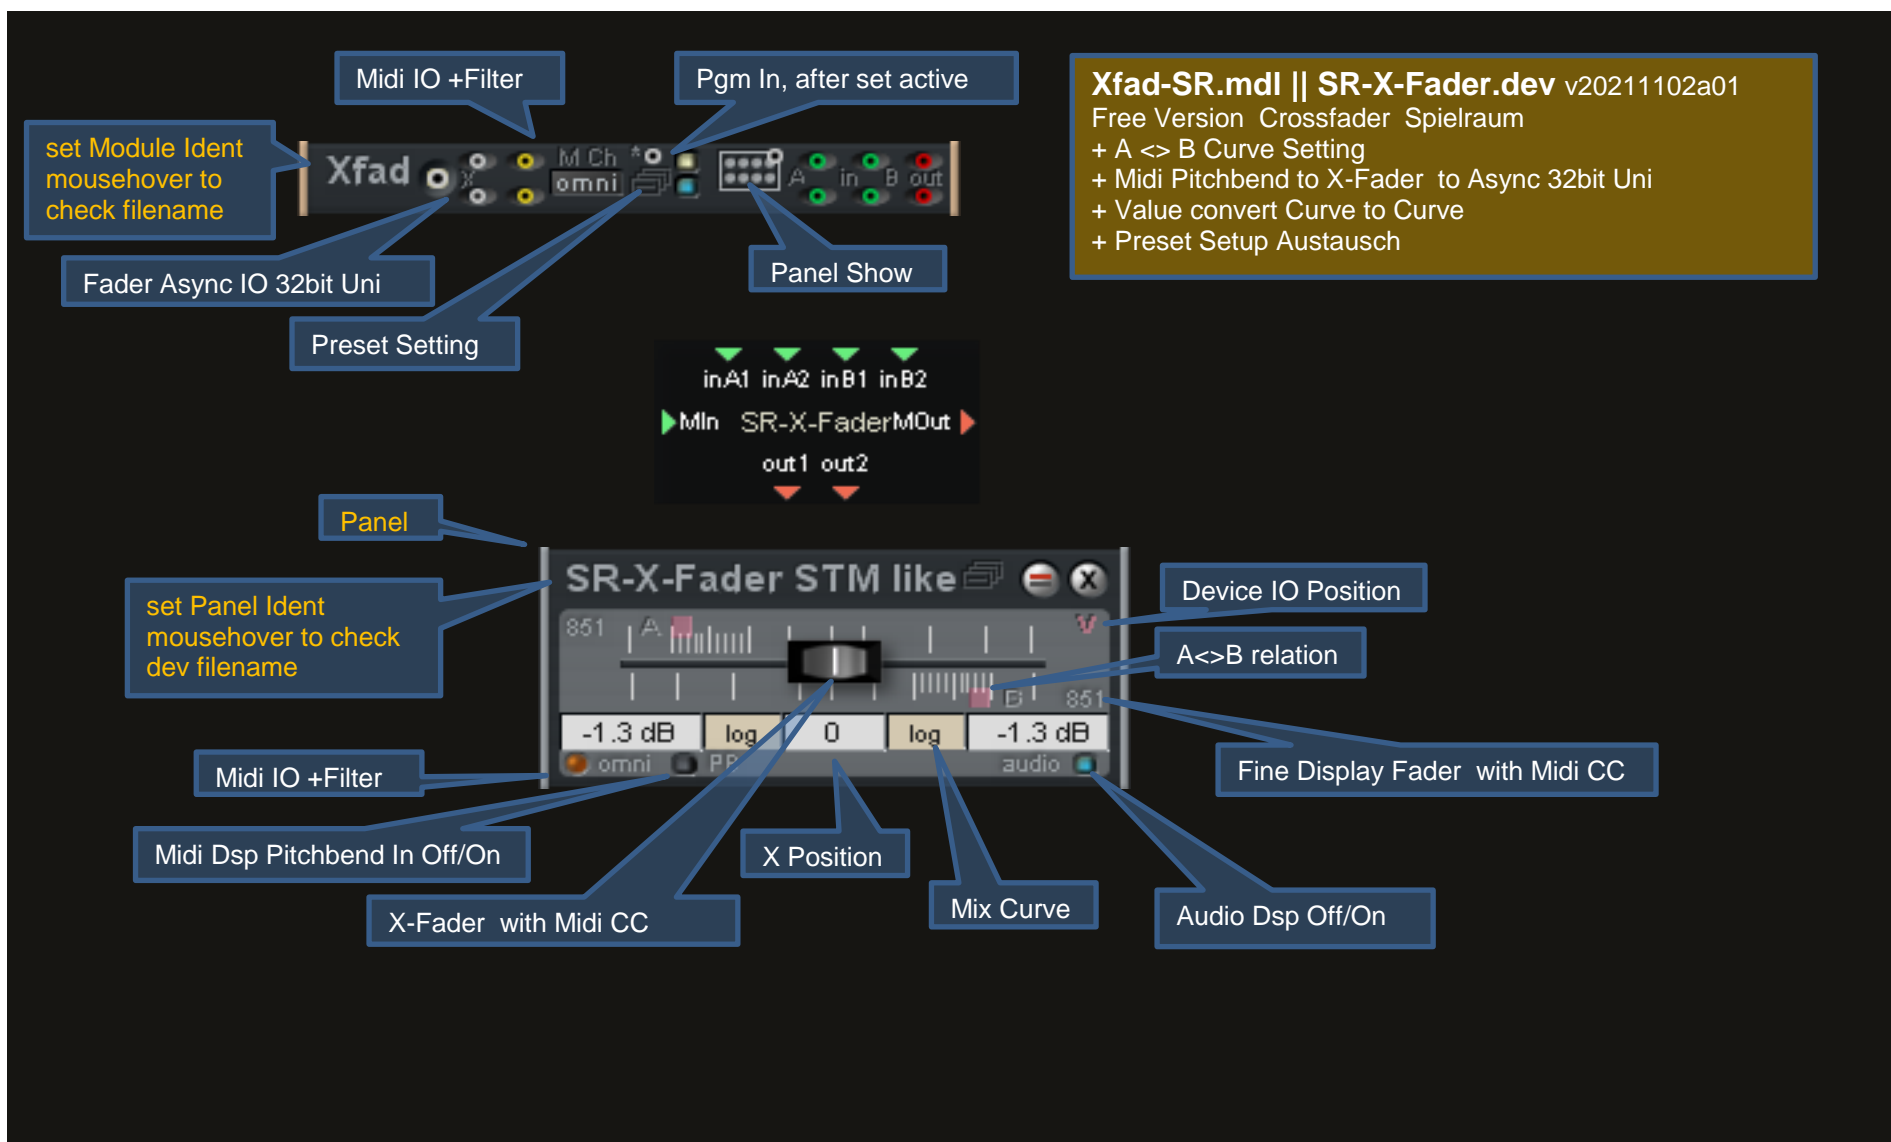 Midi IO +Filter
Pgm In, after set active
Xfad-SR.mdl || SR-X-Fader.dev v20211102a01
Free Version  Crossfader  Spielraum
+ A <> B Curve Setting
+ Midi Pitchbend to X-Fader  to Async 32bit Uni
+ Value convert Curve to Curve
+ Preset Setup Austausch
set Module Ident
mousehover to
check filename
Xfad
X
M Ch
*
omni
A
in
B
out
Fader Async IO 32bit Uni
Panel Show
Preset Setting
inA1 inA2 inB1 inB2
MIn SR-X-Fader MOut
out1 out2
Panel
SR-X-Fader STM like
X
set Panel Ident
mousehover to check
dev filename
Device IO Position
851
A
V
A<>B relation
B
851
-1.3 dB
log
0
log
-1.3 dB
omni
audio
Midi IO +Filter
Fine Display Fader  with Midi CC
Midi Dsp Pitchbend In Off/On
X Position
X-Fader  with Midi CC
Mix Curve
Audio Dsp Off/On